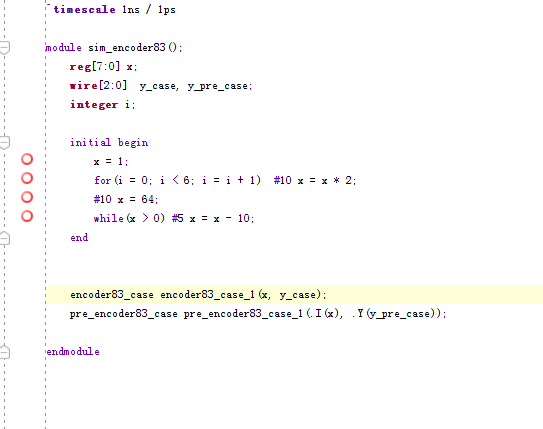 `timescale 1ns / 1ps
module sim_encoder83();
reg[7:0] x;
wire[2:0] y_case, y_pre_case;
integer i;
initial begin
x = 1;
for(i = 0; i < 6; i = i + 1) #10 x = x * 2;
#10 x = 64;
while(x > 0) #5 x = x - 10;
end
encoder83_case encoder83_case_1(x, y_case);
pre_encoder83_case pre_encoder83_case_1(.I(x), .Y(y_pre_case));
endmodule